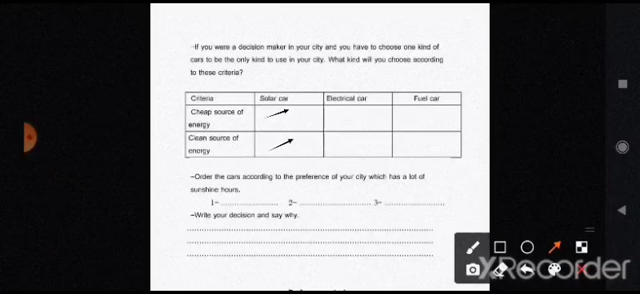 -If you were a decision maker in your city and you have to choose one kind of
cars to be the only kind to use in your city. What kind will you choose according
to these criteria?
Criteria Solar car Electrical car Fuel car
Cheap source of
energy
Clean source of
energy
-Order the cars according to the preference of your city which has a lot of
sunshine hours.
1- .................... 2- ......................... 3- .....................
-Write your decision and say why.
................................................................................
................................................................................
................................................................................
XRecorder